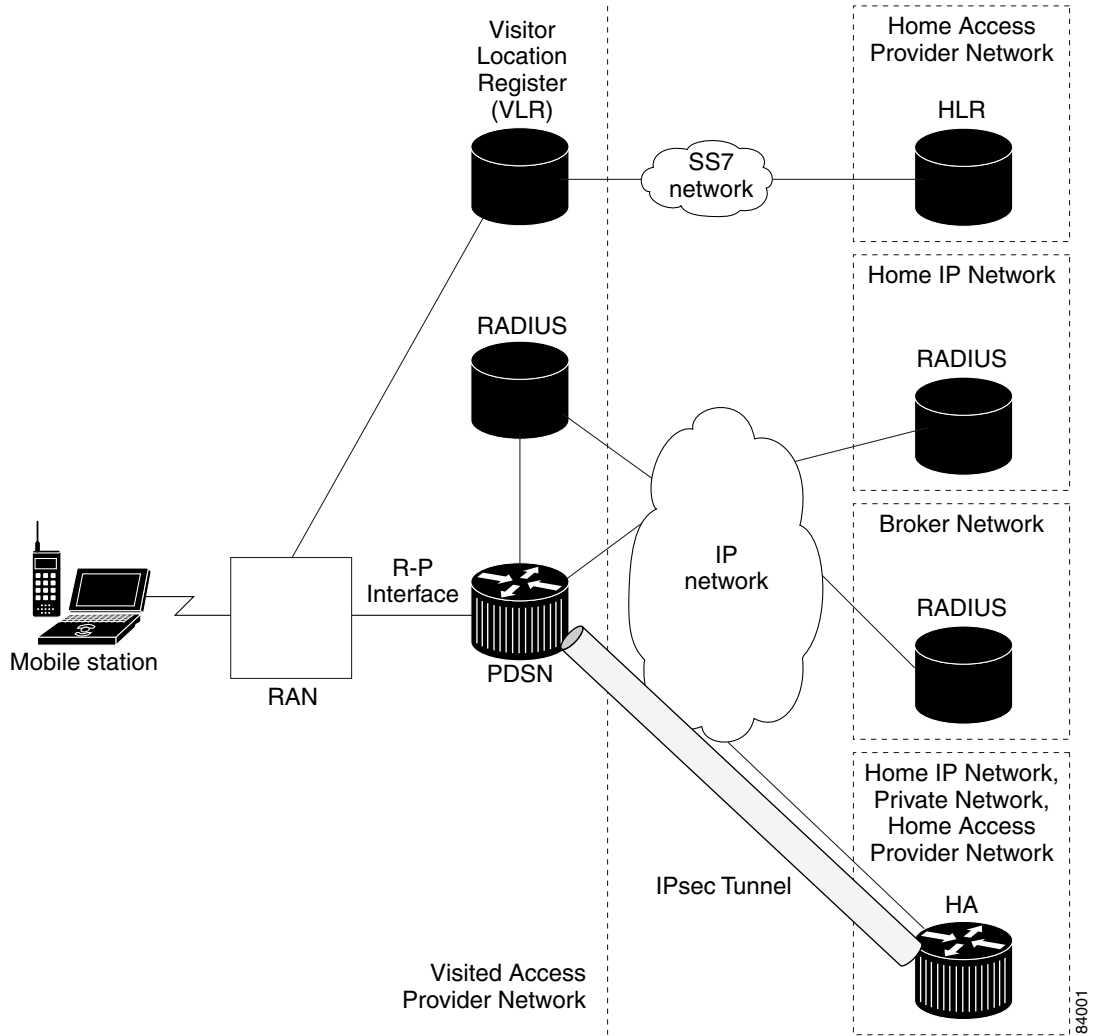 Visitor
Location
Register
(VLR)
Home Access
Provider Network
HLR
SS7
network
Home IP Network
RADIUS
RADIUS
Broker Network
RADIUS
IP
network
R-P
Interface
Mobile station
RAN
PDSN
Home IP Network,
Private Network,
Home Access
Provider Network
IPsec Tunnel
HA
Visited Access
Provider Network
84001